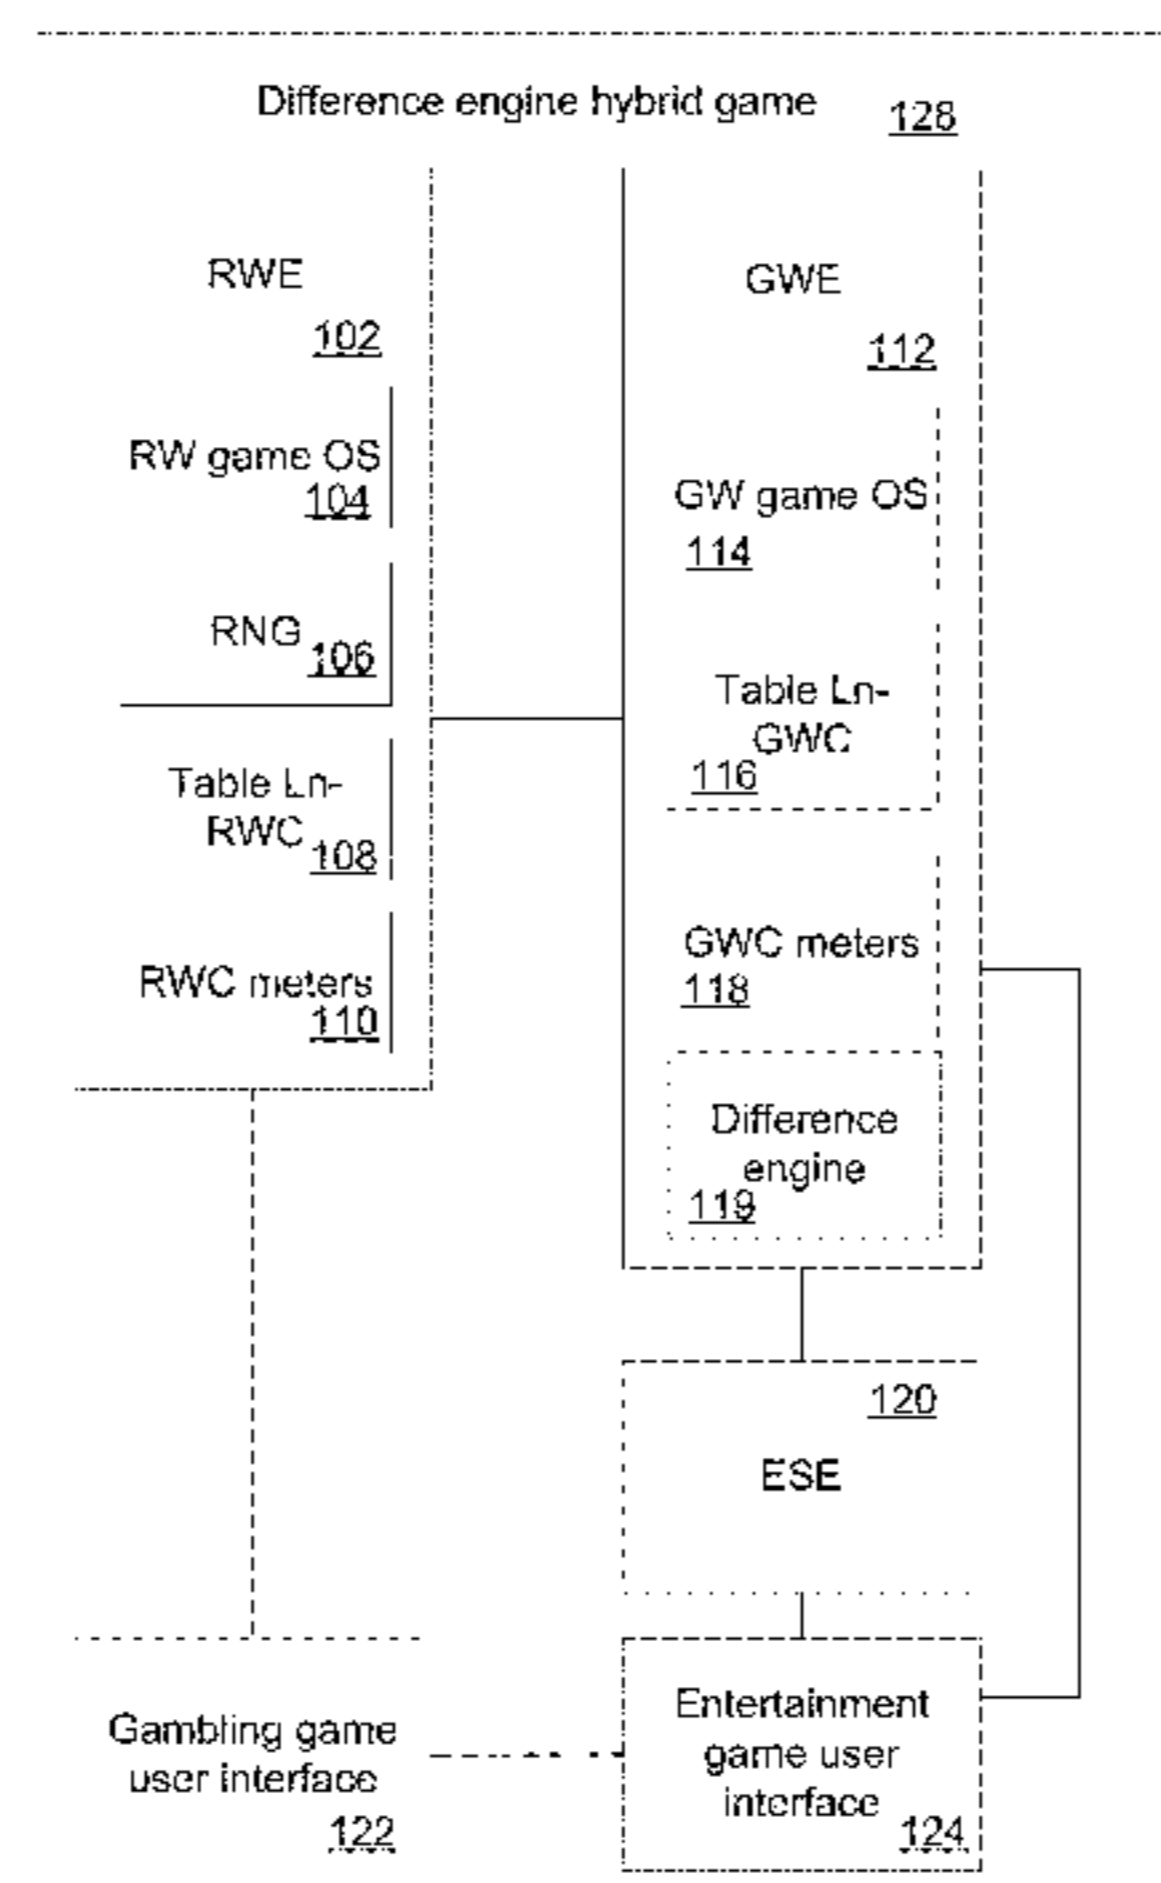 Difference engine hybrid game
128
RWE
102
RW game OS
104
RNG
106
Table Ln-
RWC
108
RWC meters
110
GWE
112
GW game OS
114
Table Ln-
GWC
116
GWC meters
118
Difference
engine
119
120
ESE
Gambling game
user interface
122
Entertainment
game user
interface
124